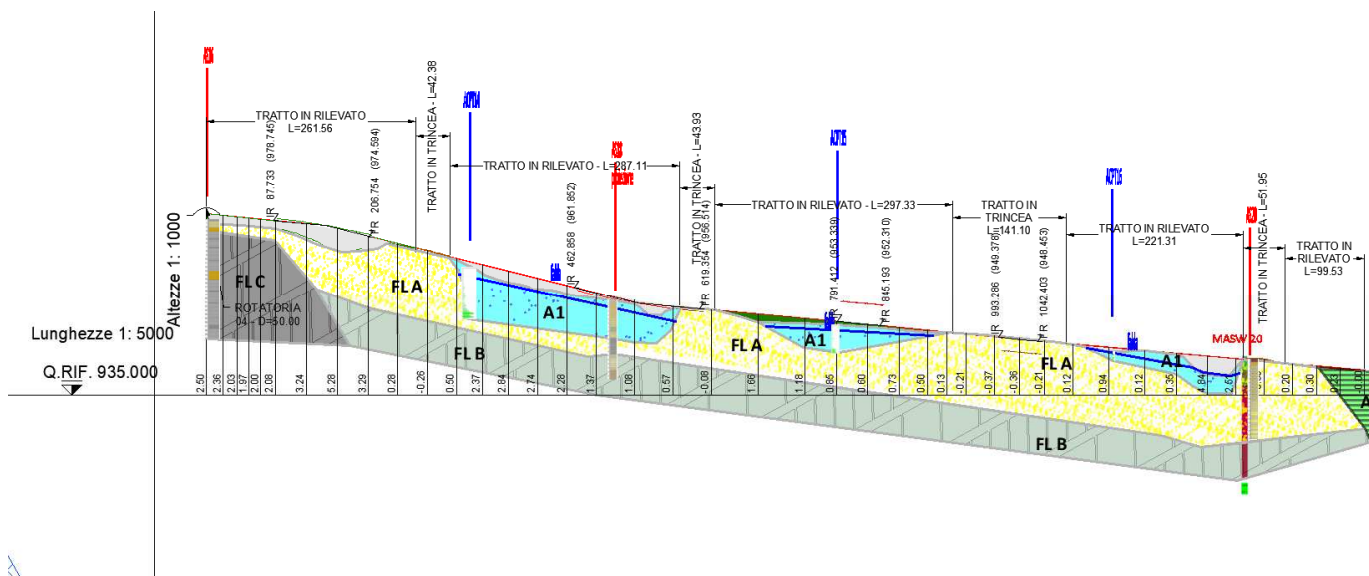 TRATTO IN RILEVATO
L=261.56
TRATTO IN TRINCEA - L=42.38
TRATTO IN RILEVATO - L=287.11
TRATTO IN TRINCEA - L=43.93
TRATTO IN RILEVATO - L=297.33
TRATTO IN
TRINCEA
L=141.10
TRATTO IN RILEVATO
L=221.31
TRATTO IN TRINCEA - L=51.95
TRATTO IN
RILEVATO
L=99.53
R 87.733 (978.745)
R 206.754 (974.594)
R 462.858 (961.852)
R 619.354 (956.514)
R 791.412 (953.339)
R 845.193 (952.310)
R 993.286 (949.378)
R 1042.403 (948.453)
Altezze 1: 1000
Lunghezze 1: 5000
Q.RIF. 935.000
FL C
ROTATORIA
04 - D=50.00
FL A
FL B
A1
FL A
A1
FL A
A1
FL B
MASW 20
2.50
2.36
2.03
1.97
2.00
2.08
3.24
5.28
3.29
0.28
-0.26
0.50
2.37
2.74
2.28
1.37
1.08
0.57
-0.08
1.66
1.18
0.85
0.60
0.73
0.50
0.13
-0.21
-0.37
-0.36
-0.21
0.12
0.94
0.12
0.35
4.84
0.20
0.30